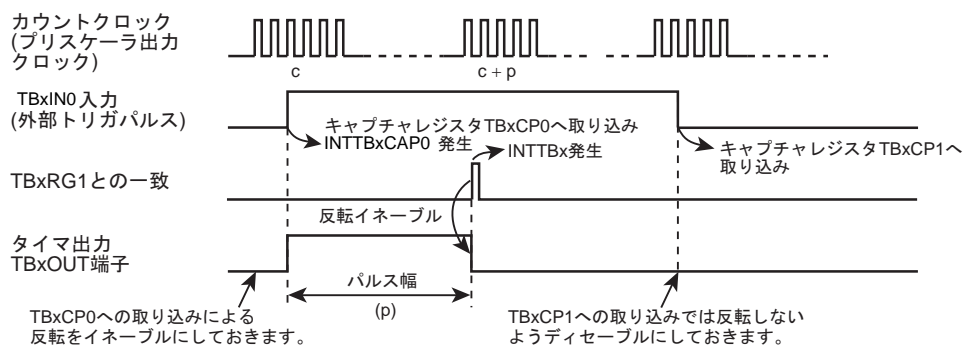 カウントクロック
(プリスケーラ出力
クロック)
c
c + p
TBxIN0 入力
(外部トリガパルス)
キャプチャレジスタTBxCP0へ取り込み
INTTBxCAP0 発生
INTTBx発生
キャプチャレジスタTBxCP1へ
取り込み
TBxRG1との一致
反転イネーブル
タイマ出力
TBxOUT端子
パルス幅
(p)
TBxCP0への取り込みによる
反転をイネーブルにしておきます。
TBxCP1への取り込みでは反転しない
ようディセーブルにしておきます。